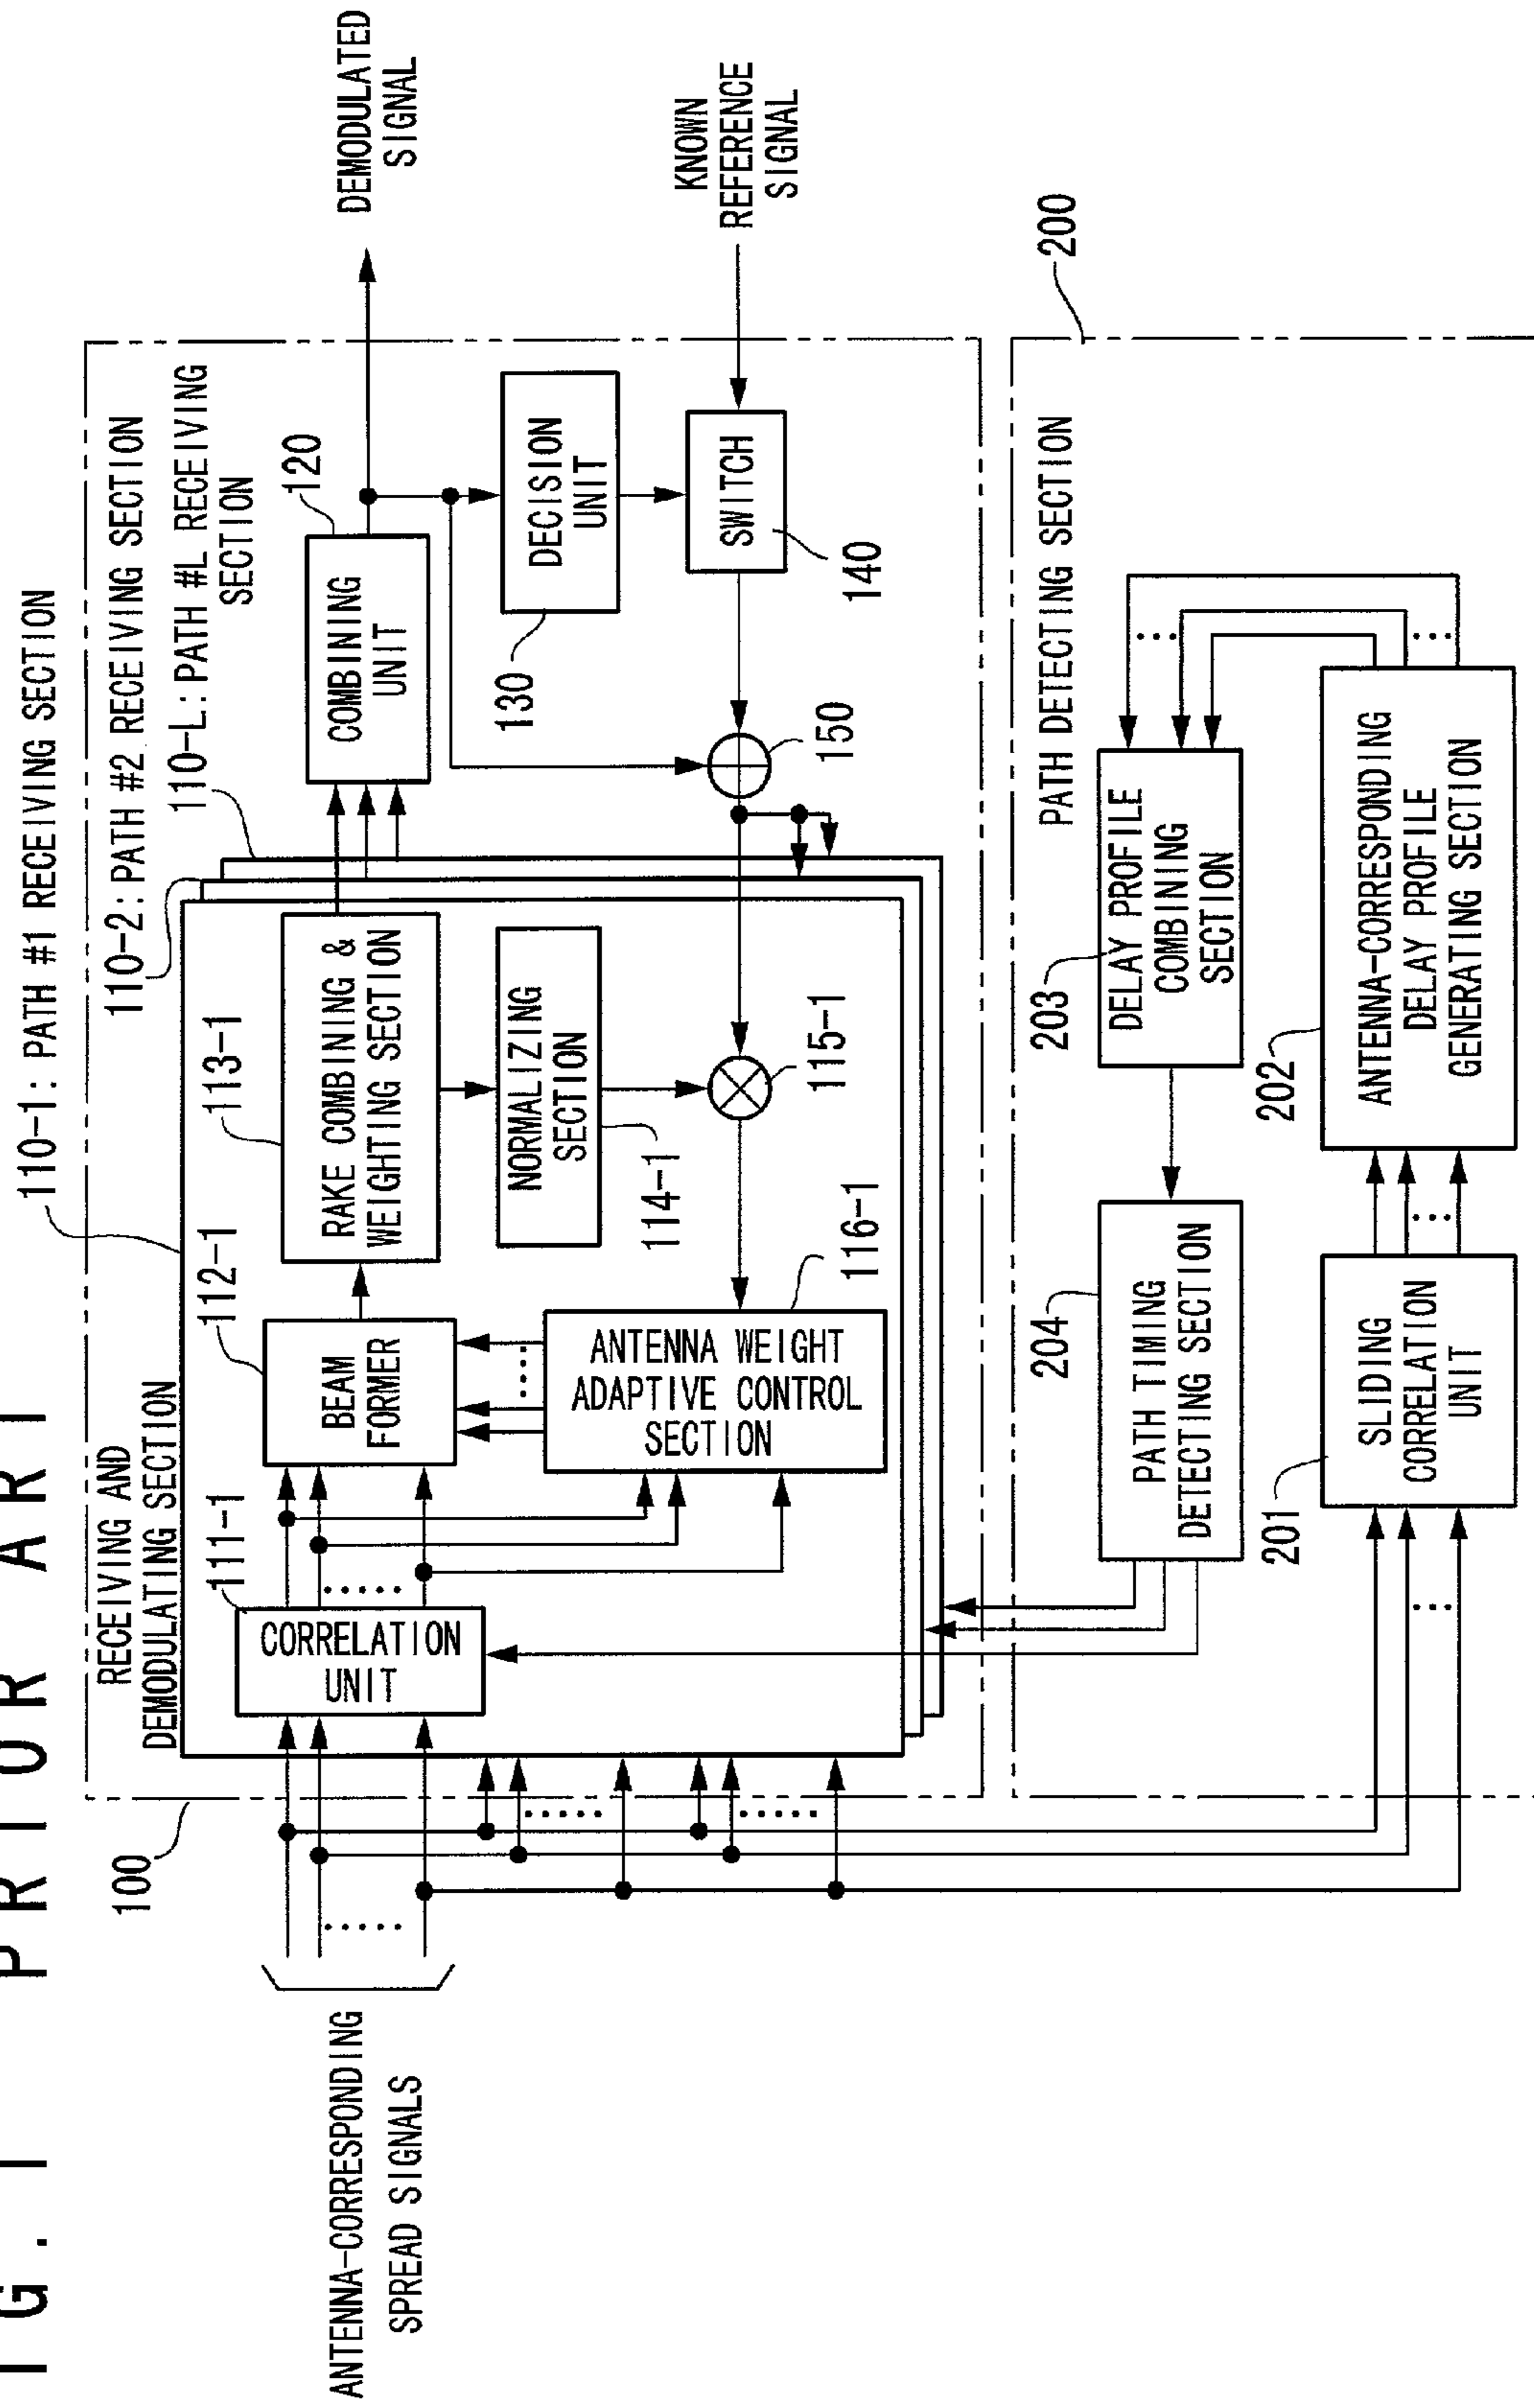 IG. 1 PRIOR ART
110-1: PATH #1 RECEIVING SECTION
110-2: PATH #2 RECEIVING SECTION
110-L: PATH #L RECEIVING
SECTION
100
RECEIVING AND
DEMODULATING SECTION
111-1
CORRELATION
UNIT
112-1
BEAM
FORMER
113-1
RAKE COMBINING &
WEIGHTING SECTION
120
COMBINING
UNIT
DEMODULATED
SIGNAL
NORMALIZING
SECTION
114-1
DECISION
UNIT
130
ANTENNA WEIGHT
ADAPTIVE CONTROL
SECTION
116-1
115-1
150
SWITCH
140
KNOWN
REFERENCE
SIGNAL
ANTENNA-CORRESPONDING
SPREAD SIGNALS
PATH DETECTING SECTION
200
204
PATH TIMING
DETECTING SECTION
203
DELAY PROFILE
COMBINING
SECTION
201
SLIDING
CORRELATION
UNIT
202
ANTENNA-CORRESPONDING
DELAY PROFILE
GENERATING SECTION